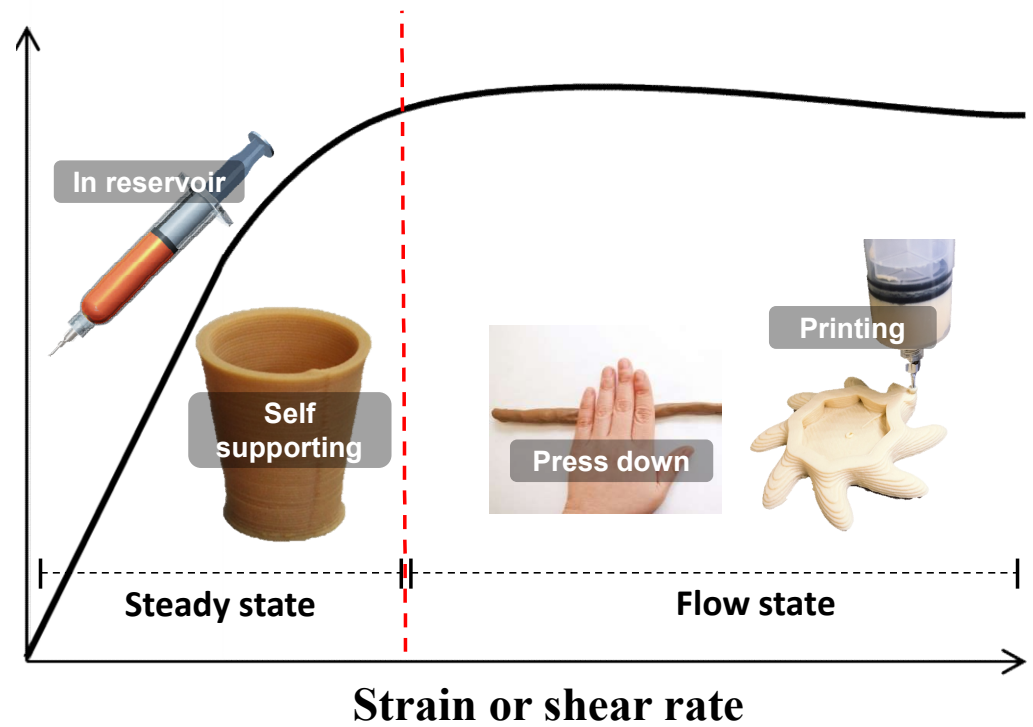 In reservoir
Self
supporting
Printing
Press down
Steady state
Flow state
Strain or shear rate